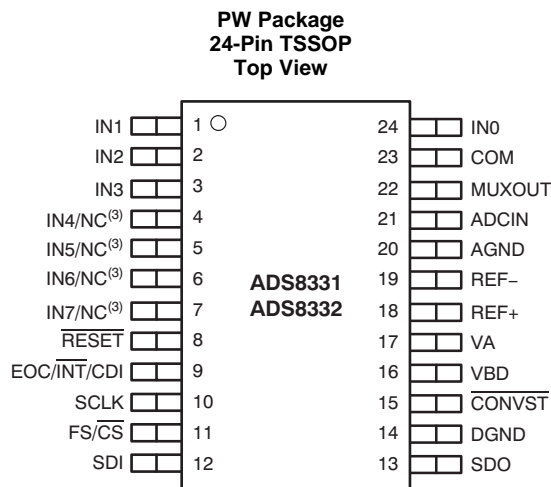 PW Package
24-Pin TSSOP
Top View
IN1 1 24 IN0
IN2 2 23 COM
IN3 3 22 MUXOUT
IN4/NC(3) 4 21 ADCIN
IN5/NC(3) 5 20 AGND
IN6/NC(3) 6 19 REF−
IN7/NC(3) 7 18 REF+
ADS8331
ADS8332
RESET 8 17 VA
EOC/INT/CDI 9 16 VBD
SCLK 10 15 CONVST
FS/CS 11 14 DGND
SDI 12 13 SDO